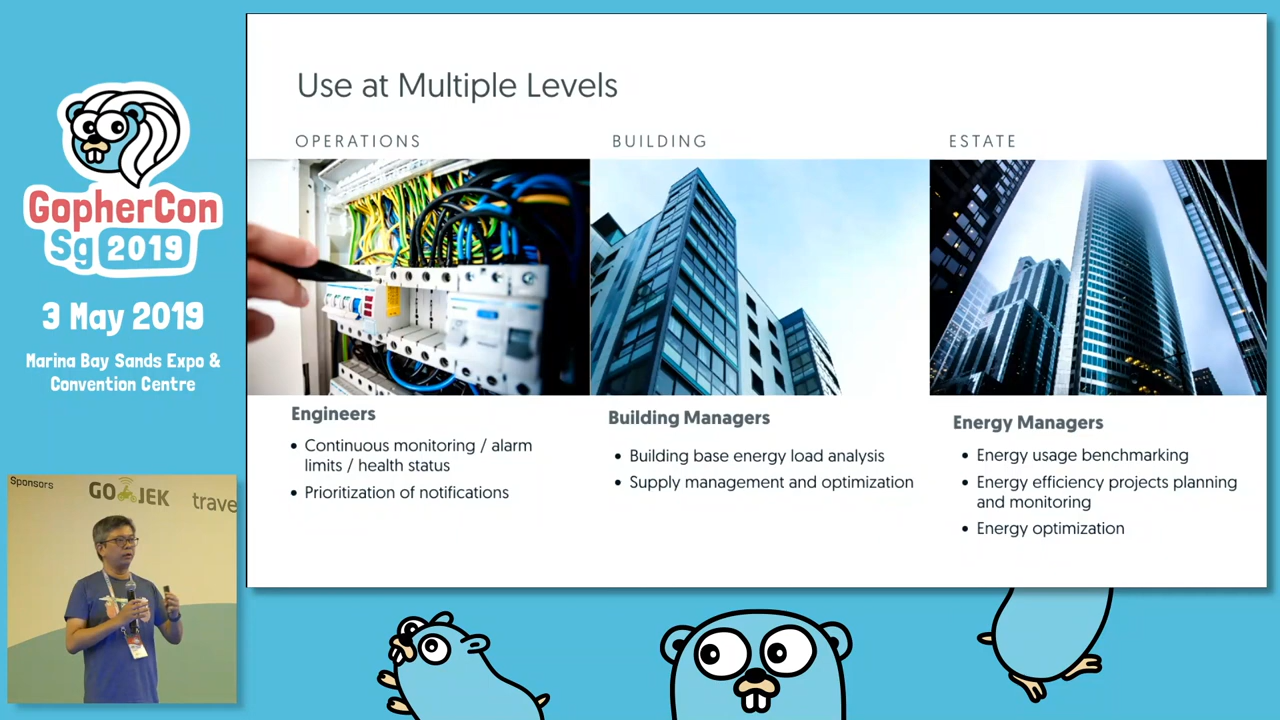 GopherCon
Sg 2019
3 May 2019
Marina Bay Sands Expo &
Convention Centre
Sponsors
GO JEK
trave
Use at Multiple Levels
OPERATIONS
BUILDING
ESTATE
Engineers
• Continuous monitoring / alarm
limits / health status
• Prioritization of notifications
Building Managers
• Building base energy load analysis
• Supply management and optimization
Energy Managers
• Energy usage benchmarking
• Energy efficiency projects planning
and monitoring
• Energy optimization